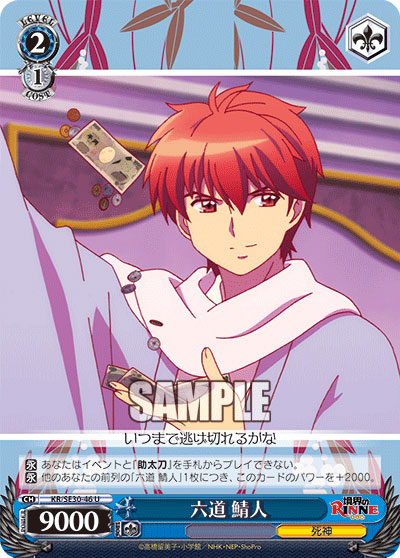 LEVEL
2
1
COST
SAMPLE
いつまで逃げ切れるかな!
永 あなたはイベントと『助太刀』を手札からプレイできない。
永 他のあなたの前列の「六道 鯖人」1枚につき、このカードのパワーを+2000。
CH KR/SE30-46 U
POWER
9000
六道 鯖人
境界のRINNE
死神
©高橋留美子・小学館/NHK・NEP・ShoPro